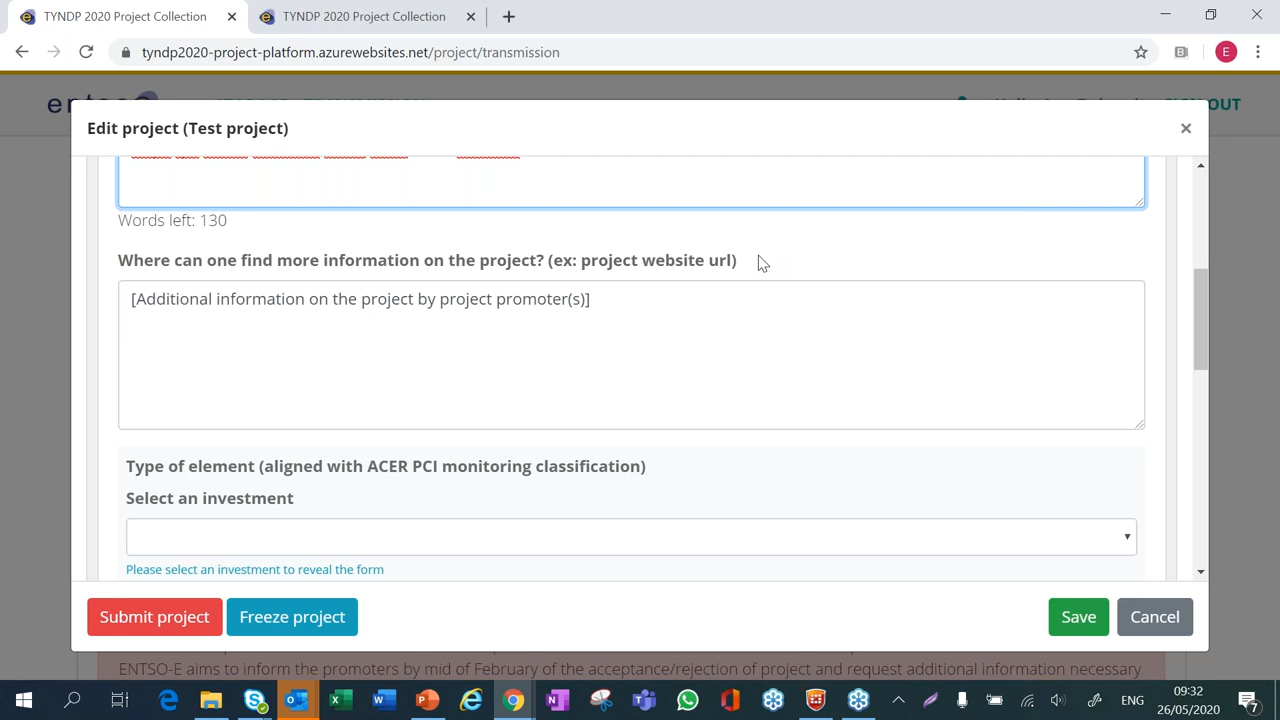 TYNDP 2020 Project Collection
TYNDP 2020 Project Collection
tyndp2020-project-platform.azurewebsites.net/project/transmission
E
Edit project (Test project)
Words left: 130
Where can one find more information on the project? (ex: project website url)
[Additional information on the project by project promoter(s)]
Type of element (aligned with ACER PCI monitoring classification)
Select an investment
Please select an investment to reveal the form
Submit project
Freeze project
Save
Cancel
ENTSO-E aims to inform the promoters by mid of February of the acceptance/rejection of project and request additional information necessary
ENG
09:32
26/05/2020
7